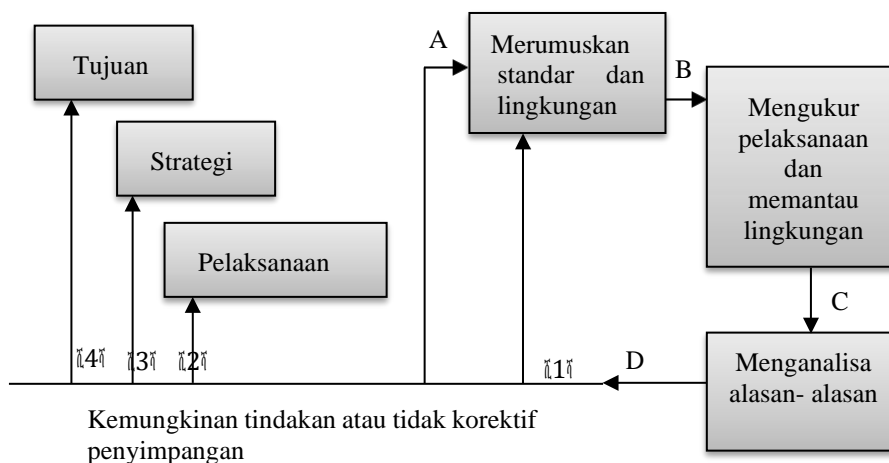 Tujuan
Strategi
Pelaksanaan
A
Merumuskan
standar dan
lingkungan
B
Mengukur
pelaksanaan
dan
memantau
lingkungan
C
Menganalisa
alasan- alasan
D
4
3
2
1
Kemungkinan tindakan atau tidak korektif
penyimpangan